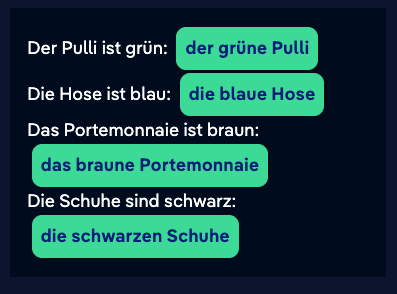 Der Pulli ist grün: der grüne Pulli
Die Hose ist blau: die blaue Hose
Das Portemonnaie ist braun:
das braune Portemonnaie
Die Schuhe sind schwarz:
die schwarzen Schuhe